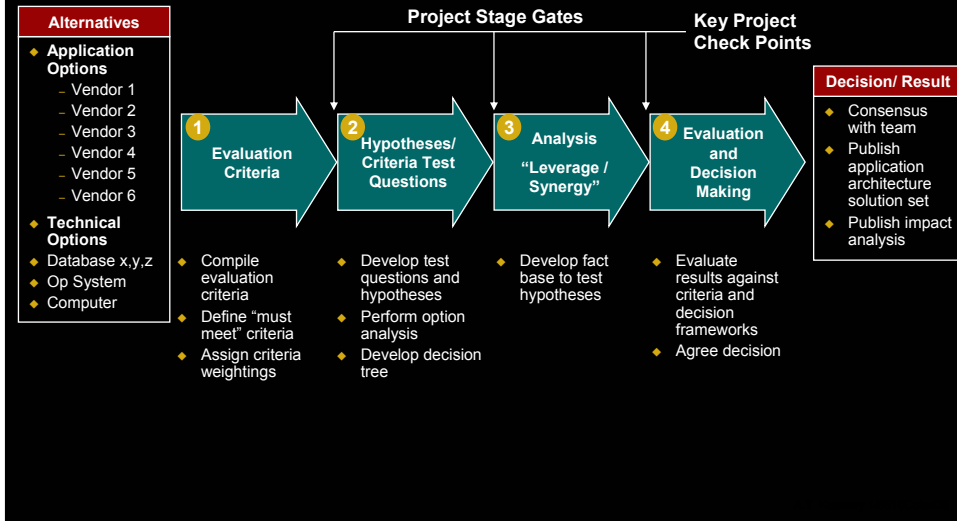 Alternatives
◆ Application
Options
– Vendor 1
– Vendor 2
– Vendor 3
– Vendor 4
– Vendor 5
– Vendor 6
◆ Technical
Options
◆ Database x,y,z
◆ Op System
◆ Computer
Project Stage Gates
Key Project
Check Points
1
Evaluation
Criteria
2
Hypotheses/
Criteria Test
Questions
3
Analysis
“Leverage /
Synergy”
4
Evaluation
and
Decision
Making
◆ Compile
evaluation
criteria
◆ Define “must
meet” criteria
◆ Assign criteria
weightings
◆ Develop test
questions and
hypotheses
◆ Perform option
analysis
◆ Develop decision
tree
◆ Develop fact
base to test
hypotheses
◆ Evaluate
results against
criteria and
decision
frameworks
◆ Agree decision
Decision/ Result
◆ Consensus
with team
◆ Publish
application
architecture
solution set
◆ Publish impact
analysis